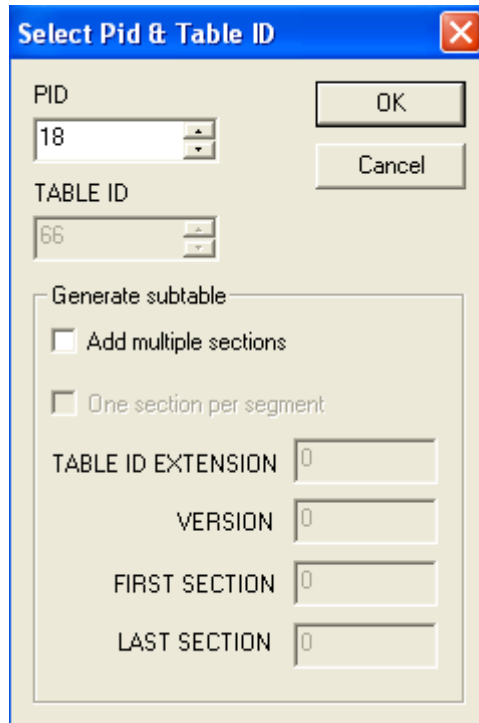 Select Pid & Table ID
PID
OK
18
Cancel
TABLE ID
66
Generate subtable
Add multiple sections
One section per segment
TABLE ID EXTENSION 0
VERSION 0
FIRST SECTION 0
LAST SECTION 0